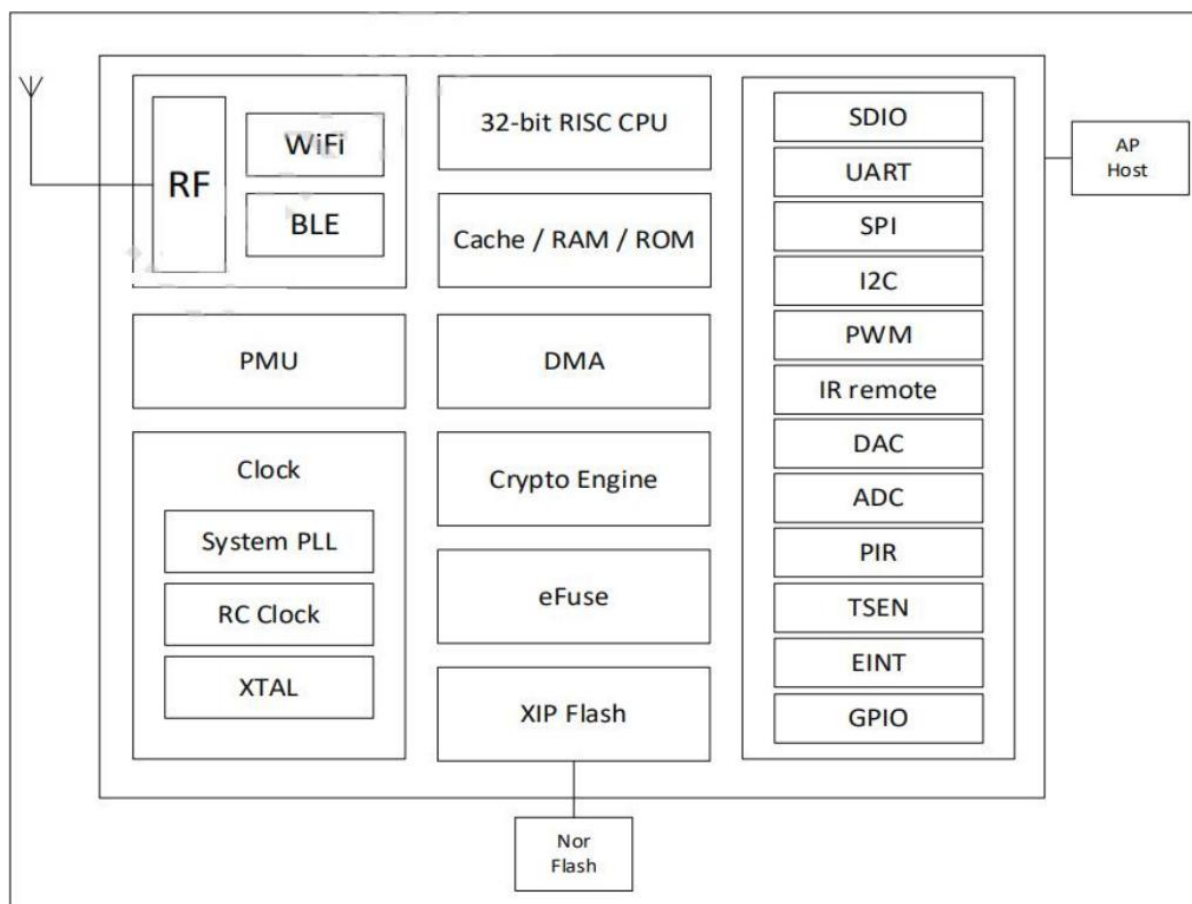 RF
WiFi
BLE
PMU
Clock
System PLL
RC Clock
XTAL
32-bit RISC CPU
Cache / RAM / ROM
DMA
Crypto Engine
eFuse
XIP Flash
SDIO
UART
SPI
I2C
PWM
IR remote
DAC
ADC
PIR
TSEN
EINT
GPIO
AP
Host
Nor
Flash